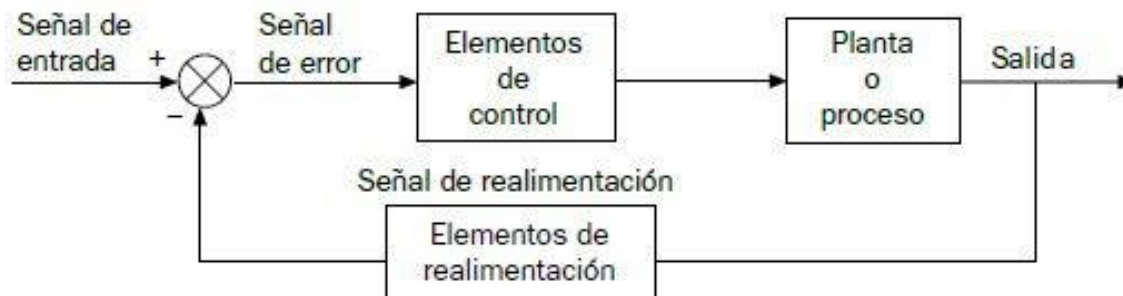 Señal de
entrada
+
−
Señal
de error
Elementos
de
control
Planta
o
proceso
Salida
Señal de realimentación
Elementos de
realimentación